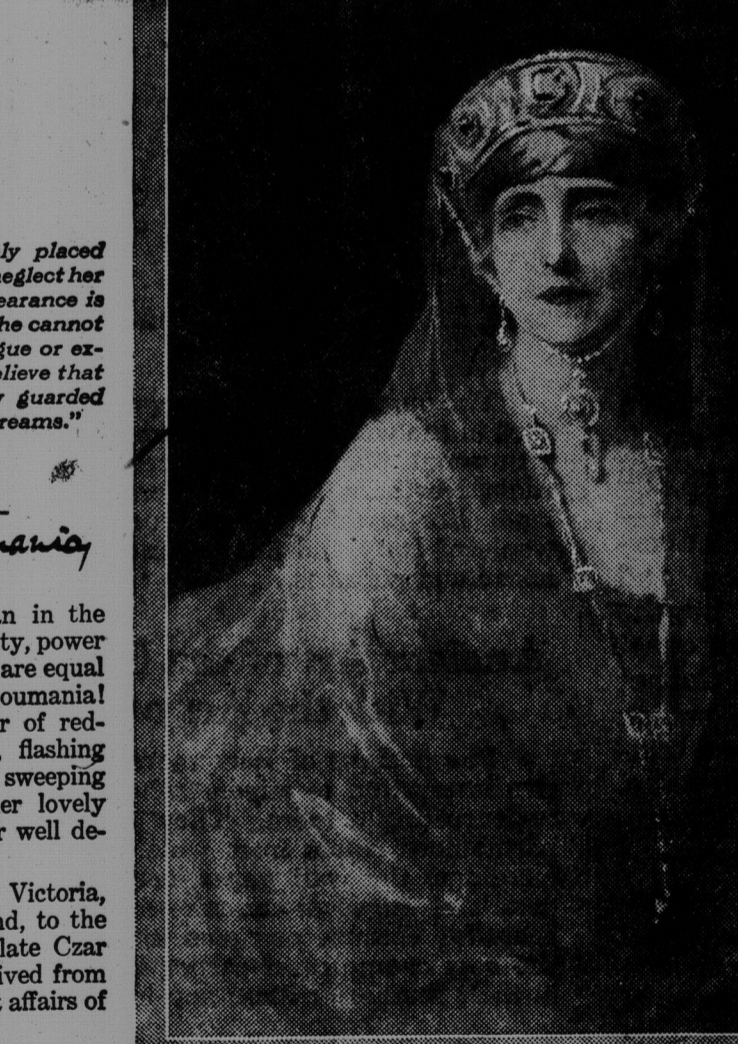 ly placed
neglect her
earance is
he cannot
gue or ex-
elieve that
y guarded
reams."
mania
n in the
ty, power
are equal
oumania!
r of red-
, flashing
sweeping
er lovely
r well de-
Victoria,
nd, to the
late Czar
ived from
t affairs of